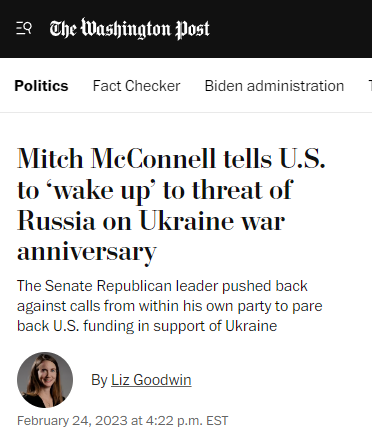 The Washington Post
Politics Fact Checker Biden administration
Mitch McConnell tells U.S.
to ‘wake up’ to threat of
Russia on Ukraine war
anniversary
The Senate Republican leader pushed back
against calls from within his own party to pare
back U.S. funding in support of Ukraine
By Liz Goodwin
February 24, 2023 at 4:22 p.m. EST